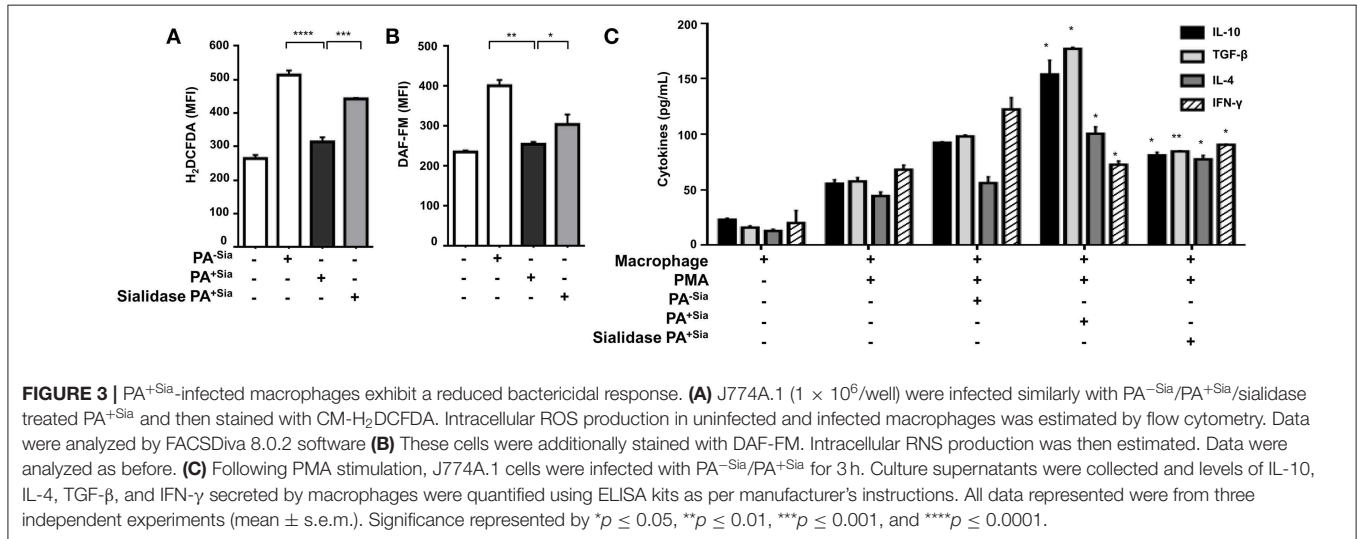 A
**** ***
600
500
400
300
200
100
0
H₂DCFDA (MFI)
PA⁻ˢⁱᵃ - + - -
PA⁺ˢⁱᵃ - - + -
Sialidase PA⁺ˢⁱᵃ - - - +
B
** *
500
400
300
200
100
0
DAF-FM (MFI)
- + - -
- - + -
- - - +
C
200
150
100
50
0
Cytokines (pg/mL)
* * * *
* ** * *
IL-10
TGF-β
IL-4
IFN-γ
Macrophage + + + + +
PMA - + + + +
PA⁻ˢⁱᵃ - - + - -
PA⁺ˢⁱᵃ - - - + -
Sialidase PA⁺ˢⁱᵃ - - - - +
FIGURE 3 | PA⁺ˢⁱᵃ-infected macrophages exhibit a reduced bactericidal response. (A) J774A.1 (1 × 10⁶/well) were infected similarly with PA⁻ˢⁱᵃ/PA⁺ˢⁱᵃ/sialidase
treated PA⁺ˢⁱᵃ and then stained with CM-H₂DCFDA. Intracellular ROS production in uninfected and infected macrophages was estimated by flow cytometry. Data
were analyzed by FACSDiva 8.0.2 software (B) These cells were additionally stained with DAF-FM. Intracellular RNS production was then estimated. Data were
analyzed as before. (C) Following PMA stimulation, J774A.1 cells were infected with PA⁻ˢⁱᵃ/PA⁺ˢⁱᵃ for 3 h. Culture supernatants were collected and levels of IL-10,
IL-4, TGF-β, and IFN-γ secreted by macrophages were quantified using ELISA kits as per manufacturer's instructions. All data represented were from three
independent experiments (mean ± s.e.m.). Significance represented by *p ≤ 0.05, **p ≤ 0.01, ***p ≤ 0.001, and ****p ≤ 0.0001.